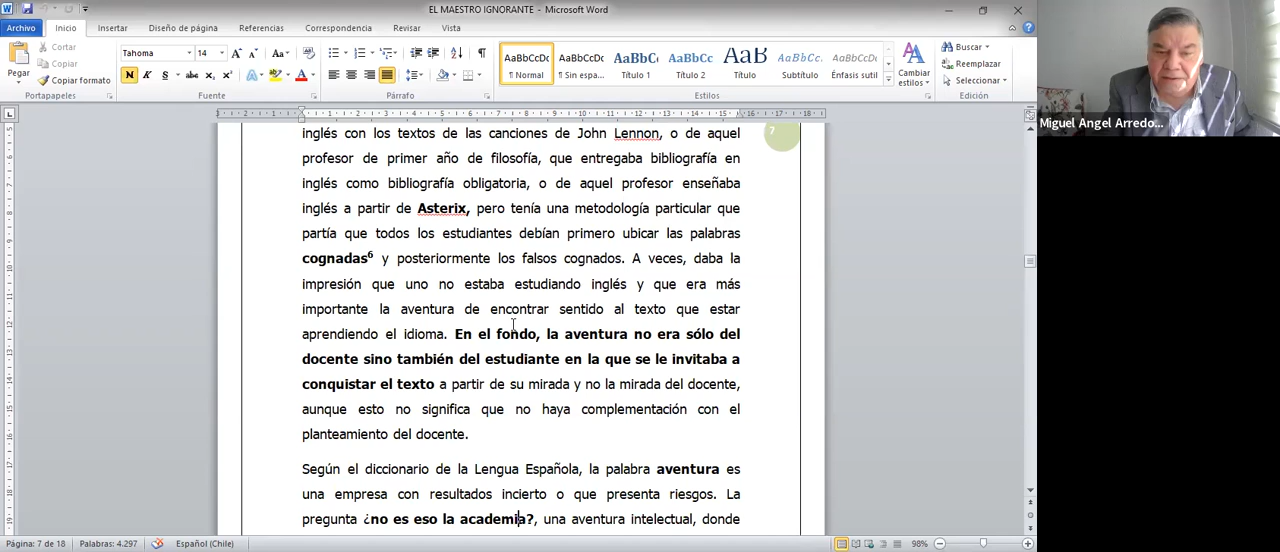 EL MAESTRO IGNORANTE - Microsoft Word
Archivo Inicio Insertar Diseño de página Referencias Correspondencia Revisar Vista
Pegar
Cortar
Copiar
Copiar formato
Portapapeles
Tahoma 14
N K S abc x₂ x²
Fuente
Párrafo
AaBbCcDc AaBbCcDc AaBbC AaBbCc AaB AaBbCc AaBbCcDc
¶ Normal ¶ Sin espa... Título 1 Título 2 Título Subtítulo Énfasis sutil
Cambiar estilos
Estilos
Buscar
Reemplazar
Seleccionar
Edición
Miguel Angel Arredo...
7
inglés con los textos de las canciones de John Lennon, o de aquel
profesor de primer año de filosofía, que entregaba bibliografía en
inglés como bibliografía obligatoria, o de aquel profesor enseñaba
inglés a partir de Asterix, pero tenía una metodología particular que
partía que todos los estudiantes debían primero ubicar las palabras
cognadas⁶ y posteriormente los falsos cognados. A veces, daba la
impresión que uno no estaba estudiando inglés y que era más
importante la aventura de encontrar sentido al texto que estar
aprendiendo el idioma. En el fondo, la aventura no era sólo del
docente sino también del estudiante en la que se le invitaba a
conquistar el texto a partir de su mirada y no la mirada del docente,
aunque esto no significa que no haya complementación con el
planteamiento del docente.
Según el diccionario de la Lengua Española, la palabra aventura es
una empresa con resultados incierto o que presenta riesgos. La
pregunta ¿no es eso la academia?, una aventura intelectual, donde
Página: 7 de 18 Palabras: 4.297 Español (Chile) 98%